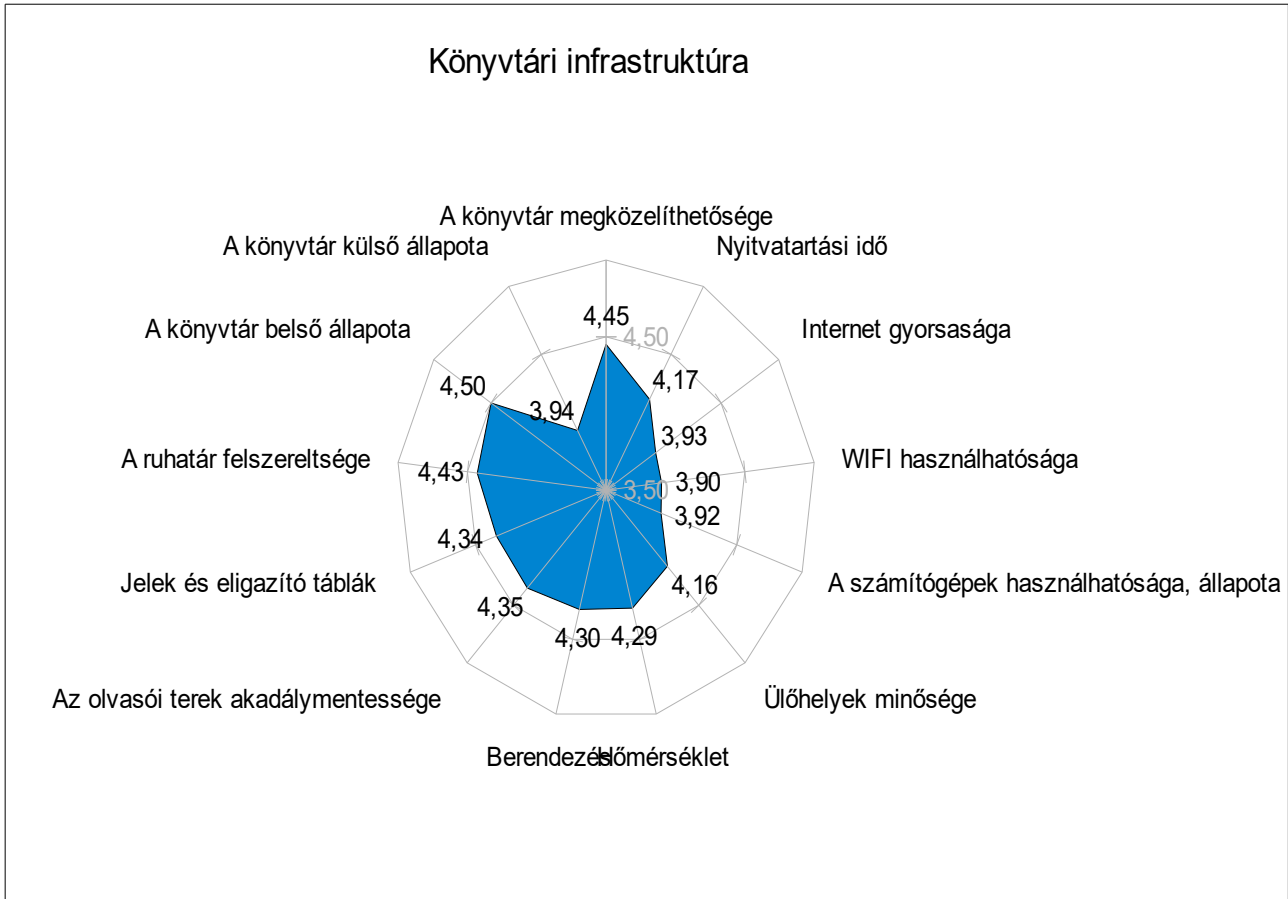 Könyvtári infrastruktúra
A könyvtár megközelíthetősége
A könyvtár külső állapota
Nyitvatartási idő
A könyvtár belső állapota
Internet gyorsasága
4,45
4,50
4,50
4,17
3,94
3,93
A ruhatár felszereltsége
4,43
WIFI használhatósága
3,90
3,50
3,92
4,34
Jelek és eligazító táblák
A számítógépek használhatósága, állapota
4,35
4,16
4,30
4,29
Az olvasói terek akadálymentessége
Ülőhelyek minősége
Berendezés
Hőmérséklet